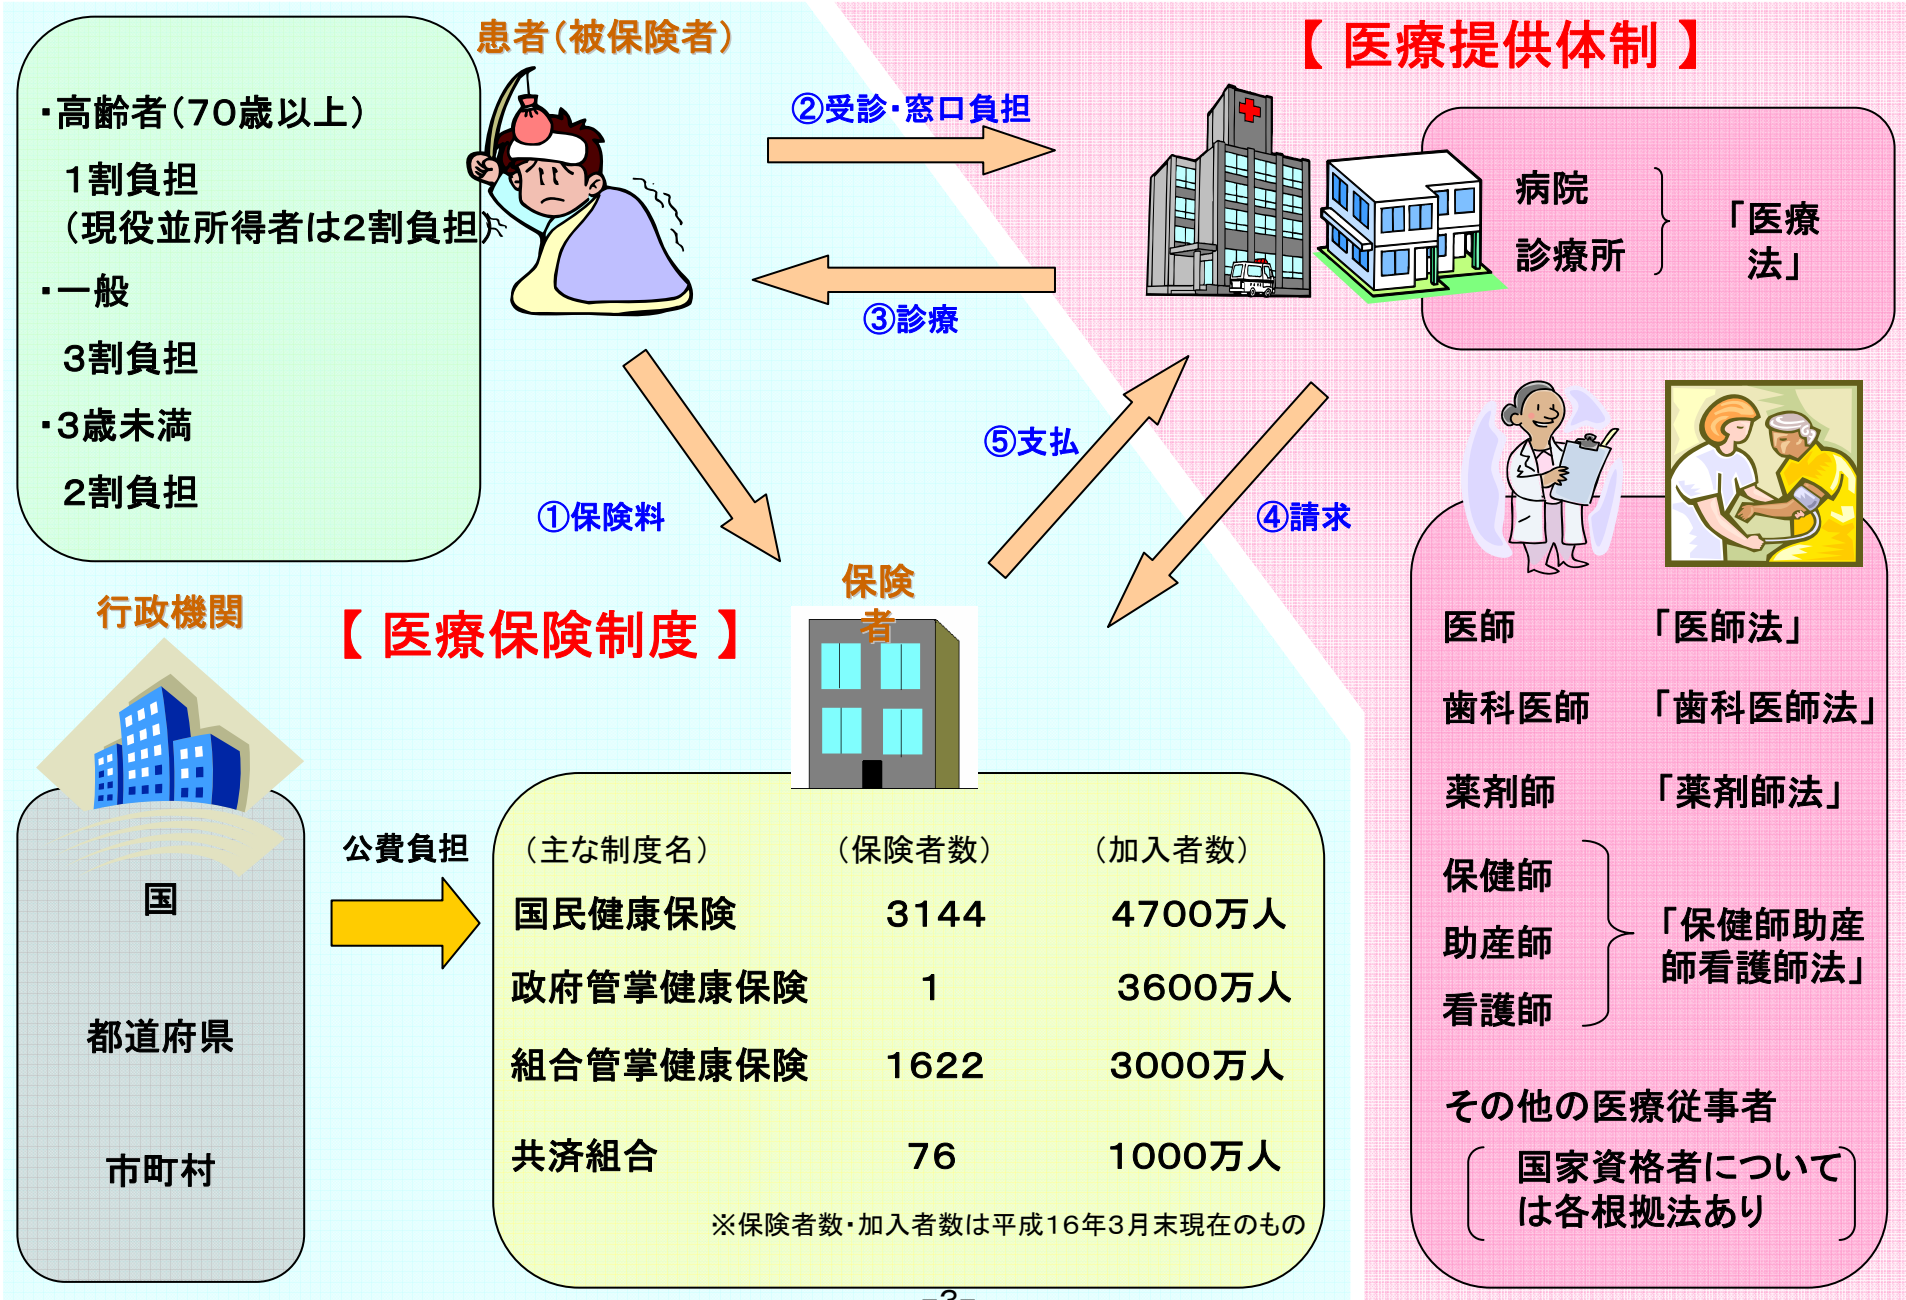 患者(被保険者)
・高齢者(70歳以上)
1割負担
(現役並所得者は2割負担)
・一般
3割負担
・3歳未満
2割負担
【 医療提供体制 】
②受診・窓口負担
③診療
病院
診療所
「医療
法」
⑤支払
④請求
①保険料
保険
者
行政機関
【 医療保険制度 】
国
都道府県
市町村
公費負担
(主な制度名) (保険者数) (加入者数)
国民健康保険 3144 4700万人
政府管掌健康保険 1 3600万人
組合管掌健康保険 1622 3000万人
共済組合 76 1000万人
※保険者数・加入者数は平成16年3月末現在のもの
医師 「医師法」
歯科医師 「歯科医師法」
薬剤師 「薬剤師法」
保健師
助産師
看護師
「保健師助産
師看護師法」
その他の医療従事者
国家資格者について
は各根拠法あり